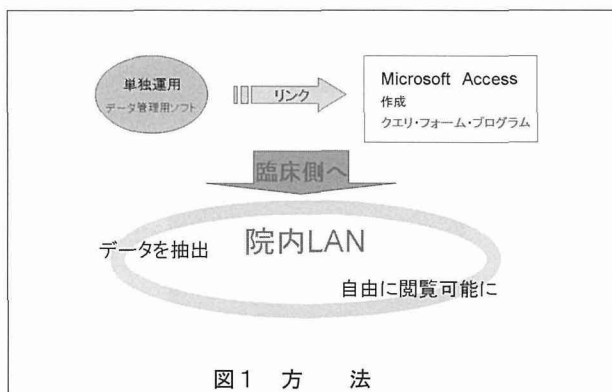 単独運用
データ管理用ソフト
リンク
Microsoft Access
作成
クエリ・フォーム・プログラム
臨床側へ
院内LAN
データを抽出
自由に閲覧可能に
図1 方 法